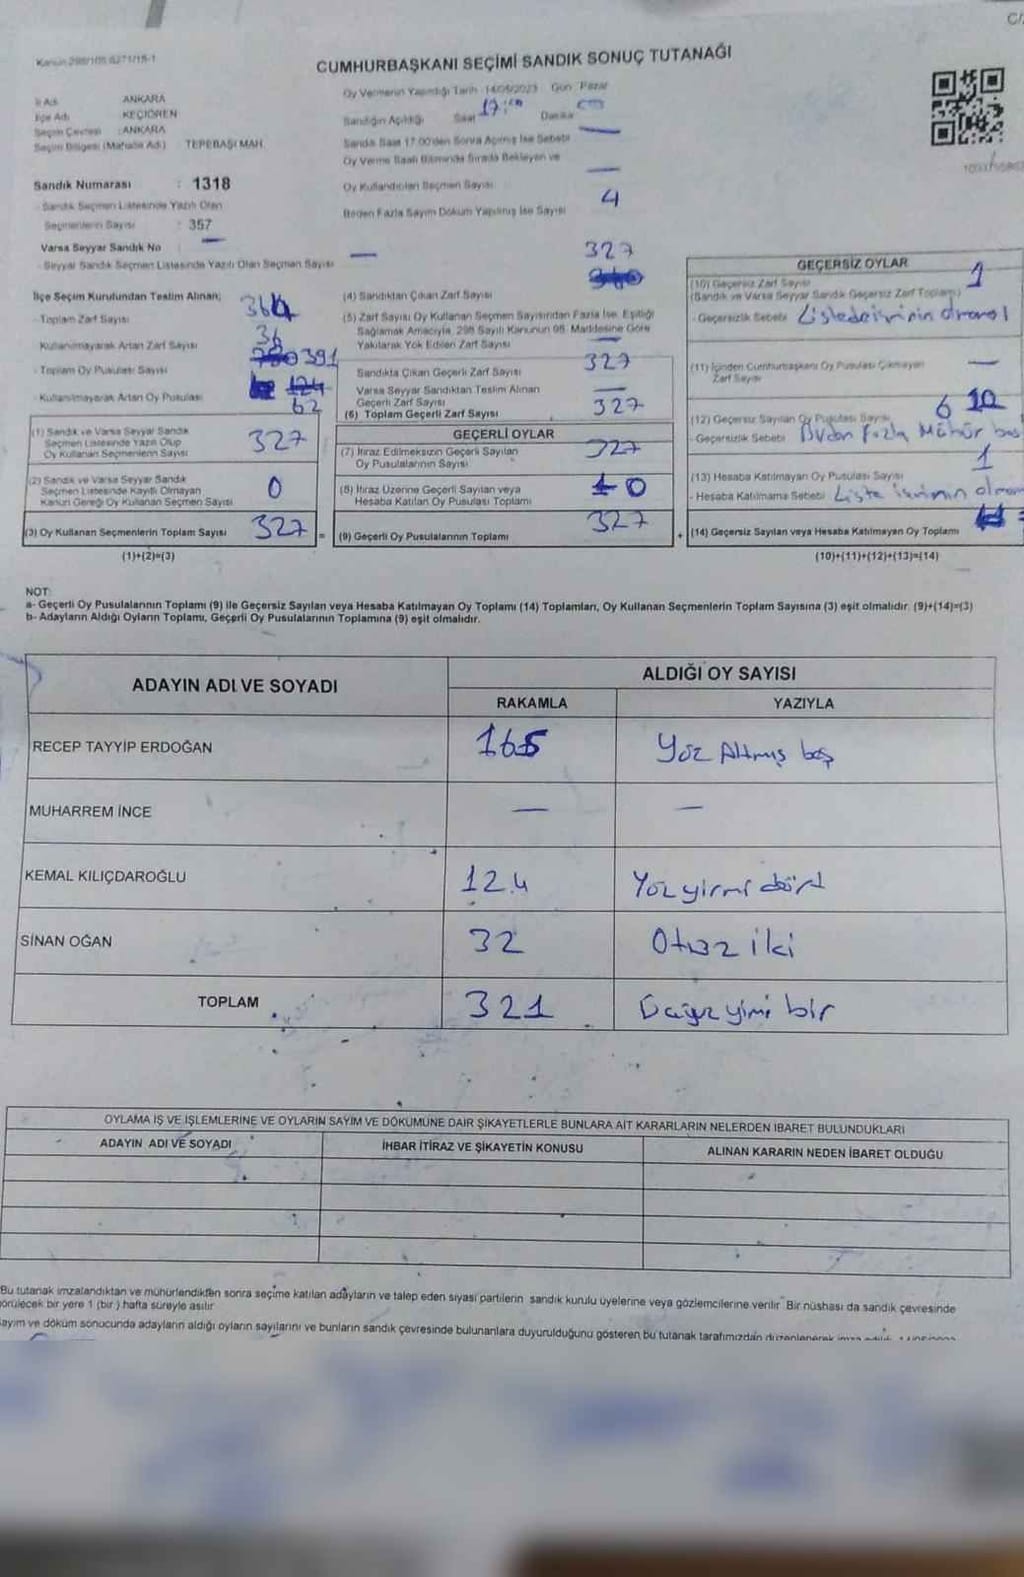 C/
Kanun 298/105
CUMHURBAŞKANI SEÇİMİ SANDIK SONUÇ TUTANAĞI
İl Adı ANKARA
İlçe Adı KEÇİÖREN
Seçim Çevresi : ANKARA
Seçim Bölgesi (Mahalle Adı) TEPEBAŞI MAH.
Sandık Numarası : 1318
Sandık Seçmen Listesinde Yazılı Olan
Seçmenlerin Sayısı : 357
Varsa Seyyar Sandık No —
- Seyyar Sandık Seçmen Listesinde Yazılı Olan Seçmen Sayısı —
İlçe Seçim Kurulundan Teslim Alınan;
- Toplam Zarf Sayısı 364
- Kullanılmayarak Artan Zarf Sayısı 36
- Toplam Oy Pusulası Sayısı 391
- Kullanılmayarak Artan Oy Pusulası 124
62
(1) Sandık ve Varsa Seyyar Sandık
Seçmen Listesinde Yazılı Olup
Oy Kullanan Seçmenlerin Sayısı 327
(2) Sandık ve Varsa Seyyar Sandık
Seçmen Listesinde Kayıtlı Olmayan
Kanun Gereği Oy Kullanan Seçmen Sayısı 0
(3) Oy Kullanan Seçmenlerin Toplam Sayısı 327 =
(1)+(2)=(3)
Oy Vermenin Yapıldığı Tarih : 14/05/2023 Gün : Pazar
Sandığın Açıldığı Saat 17:00 Dakika
Sandık Saat 17.00'den Sonra Açılmış İse Sebebi —
Oy Verme Saati Bitiminde Sırada Bekleyen ve
Oy Kullandırılan Seçmen Sayısı —
Birden Fazla Sayım Döküm Yapılmış İse Sayısı 4
327
(4) Sandıktan Çıkan Zarf Sayısı
(5) Zarf Sayısı Oy Kullanan Seçmen Sayısından Fazla İse, Eşitliği
Sağlamak Amacıyla, 298 Sayılı Kanunun 98. Maddesine Göre
Yakılarak Yok Edilen Zarf Sayısı —
Sandıkta Çıkan Geçerli Zarf Sayısı 327
Varsa Seyyar Sandıktan Teslim Alınan
Geçerli Zarf Sayısı —
(6) Toplam Geçerli Zarf Sayısı 327
GEÇERLİ OYLAR
(7) İtiraz Edilmeksizin Geçerli Sayılan
Oy Pusulalarının Sayısı 327
(8) İtiraz Üzerine Geçerli Sayılan veya
Hesaba Katılan Oy Pusulası Toplamı 0
(9) Geçerli Oy Pusulalarının Toplamı 327 +
GEÇERSİZ OYLAR
(10) Geçersiz Zarf Sayısı
(Sandık ve Varsa Seyyar Sandık Geçersiz Zarf Toplamı) 1
- Geçersizlik Sebebi
(11) İçinden Cumhurbaşkanı Oy Pusulası Çıkmayan
Zarf Sayısı —
(12) Geçersiz Sayılan Oy Pusulası Sayısı 6 10
- Geçersizlik Sebebi Birden Fazla Mühür
(13) Hesaba Katılmayan Oy Pusulası Sayısı 1
- Hesaba Katılmama Sebebi Liste
(14) Geçersiz Sayılan veya Hesaba Katılmayan Oy Toplamı
(10)+(11)+(12)+(13)=(14)
NOT:
a- Geçerli Oy Pusulalarının Toplamı (9) ile Geçersiz Sayılan veya Hesaba Katılmayan Oy Toplamı (14) Toplamları, Oy Kullanan Seçmenlerin Toplam Sayısına (3) eşit olmalıdır. (9)+(14)=(3)
b- Adayların Aldığı Oyların Toplamı, Geçerli Oy Pusulalarının Toplamına (9) eşit olmalıdır.
ADAYIN ADI VE SOYADI ALDIĞI OY SAYISI
RAKAMLA YAZIYLA
RECEP TAYYİP ERDOĞAN 165 Yüz Altmış beş
MUHARREM İNCE — —
KEMAL KILIÇDAROĞLU 124 Yüz yirmi dört
SİNAN OĞAN 32 Otuz iki
TOPLAM 321 bir
OYLAMA İŞ VE İŞLEMLERİNE VE OYLARIN SAYIM VE DÖKÜMÜNE DAİR ŞİKAYETLERLE BUNLARA AİT KARARLARIN NELERDEN İBARET BULUNDUKLARI
ADAYIN ADI VE SOYADI İHBAR İTİRAZ VE ŞİKAYETİN KONUSU ALINAN KARARIN NEDEN İBARET OLDUĞU
Bu tutanak imzalandıktan ve mühürlendikten sonra seçime katılan adayların ve talep eden siyasi partilerin sandık kurulu üyelerine veya gözlemcilerine verilir. Bir nüshası da sandık çevresinde
görülecek bir yere 1 (bir) hafta süreyle asılır.
Sayım ve döküm sonucunda adayların aldığı oyların sayılarını ve bunların sandık çevresinde bulunanlara duyurulduğunu gösteren bu tutanak tarafımızdan düzenlenerek